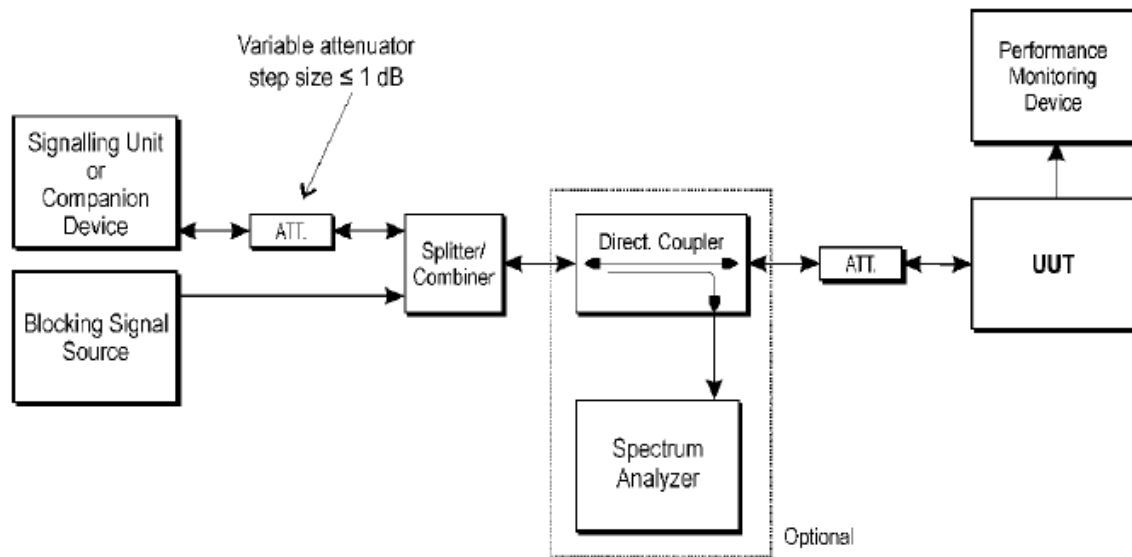 Variable attenuator
step size ≤ 1 dB
Performance
Monitoring
Device
Signalling Unit
or
Companion
Device
ATT.
Splitter/
Combiner
Direct. Coupler
ATT.
UUT
Blocking Signal
Source
Spectrum
Analyzer
Optional